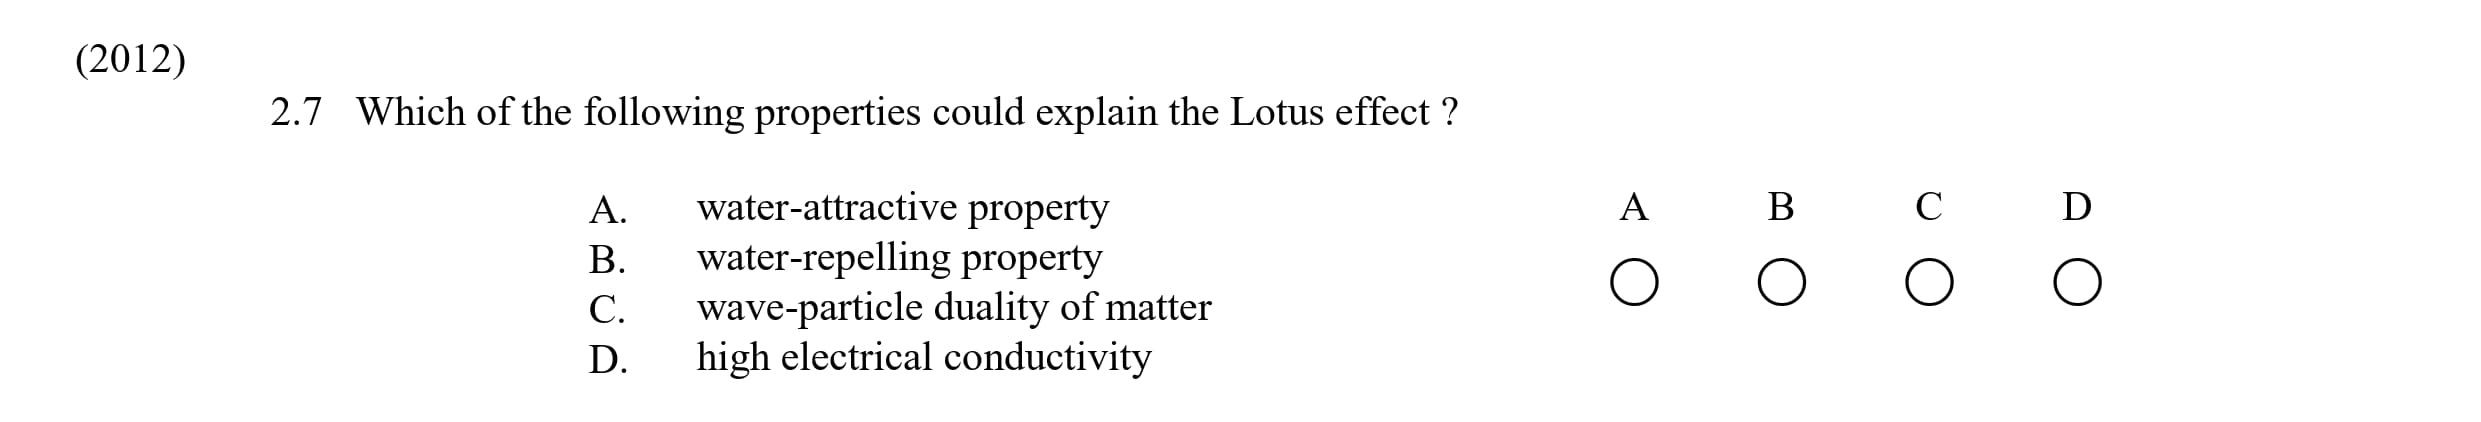 (2012)
2.7 Which of the following properties could explain the Lotus effect ?
A. water-attractive property
B. water-repelling property
C. wave-particle duality of matter
D. high electrical conductivity
A B C D